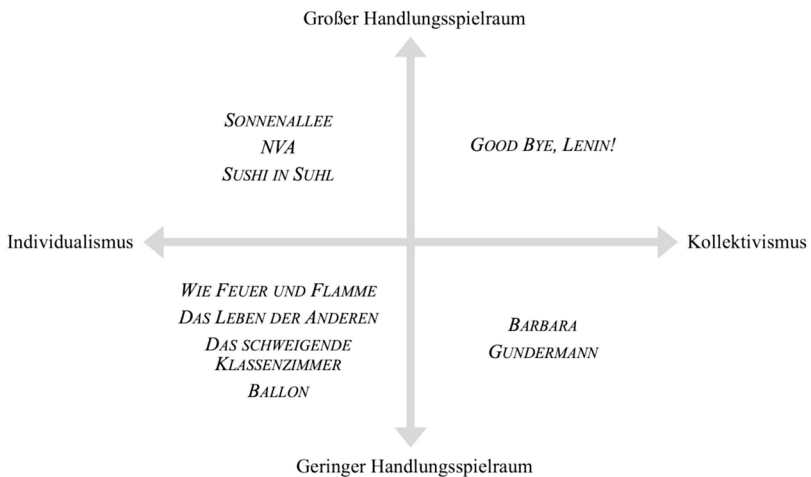 Großer Handlungsspielraum
SONNENALLEE
NVA
SUSHI IN SUHL
GOOD BYE, LENIN!
Individualismus
Kollektivismus
WIE FEUER UND FLAMME
DAS LEBEN DER ANDEREN
DAS SCHWEIGENDE
KLASSENZIMMER
BALLON
BARBARA
GUNDERMANN
Geringer Handlungsspielraum